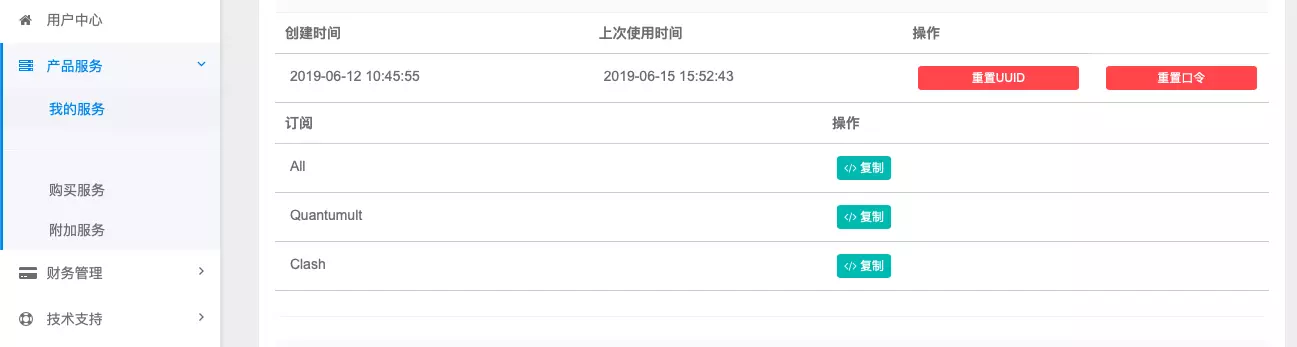 用户中心
产品服务
我的服务
购买服务
附加服务
财务管理
技术支持
创建时间 上次使用时间 操作
2019-06-12 10:45:55 2019-06-15 15:52:43 重置UUID 重置口令
订阅 操作
All </> 复制
Quantumult </> 复制
Clash </> 复制